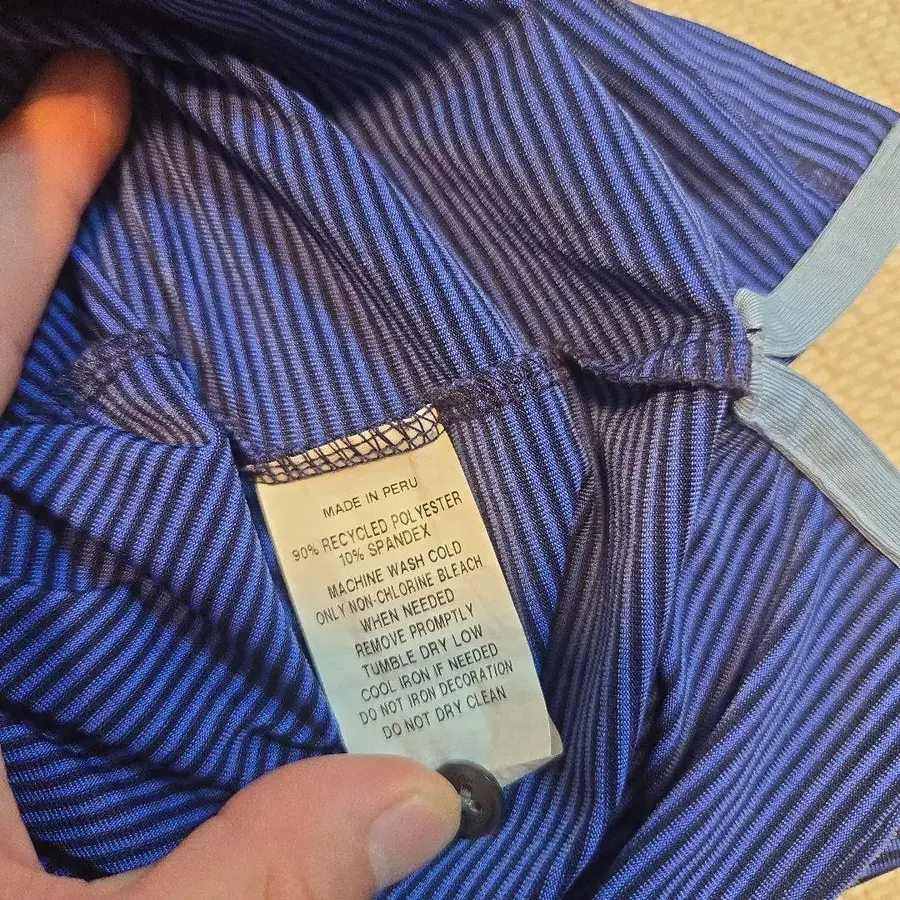 MADE IN PERU
90% RECYCLED POLYESTER
10% SPANDEX
MACHINE WASH COLD
ONLY NON-CHLORINE BLEACH
WHEN NEEDED
REMOVE PROMPTLY
TUMBLE DRY LOW
COOL IRON IF NEEDED
DO NOT IRON DECORATION
DO NOT DRY CLEAN